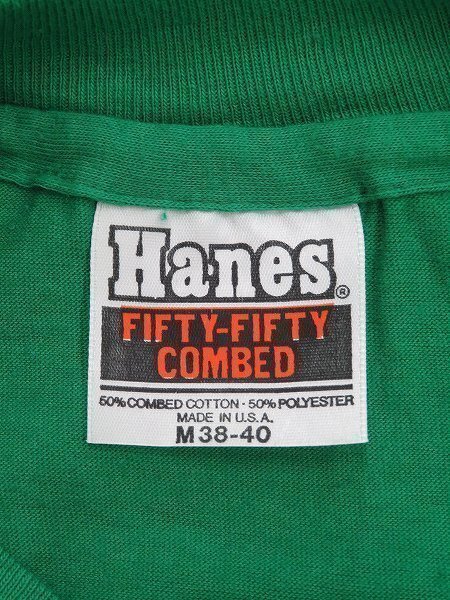 Hanes®
FIFTY-FIFTY
COMBED
50% COMBED COTTON · 50% POLYESTER
MADE IN U.S.A.
M 38-40